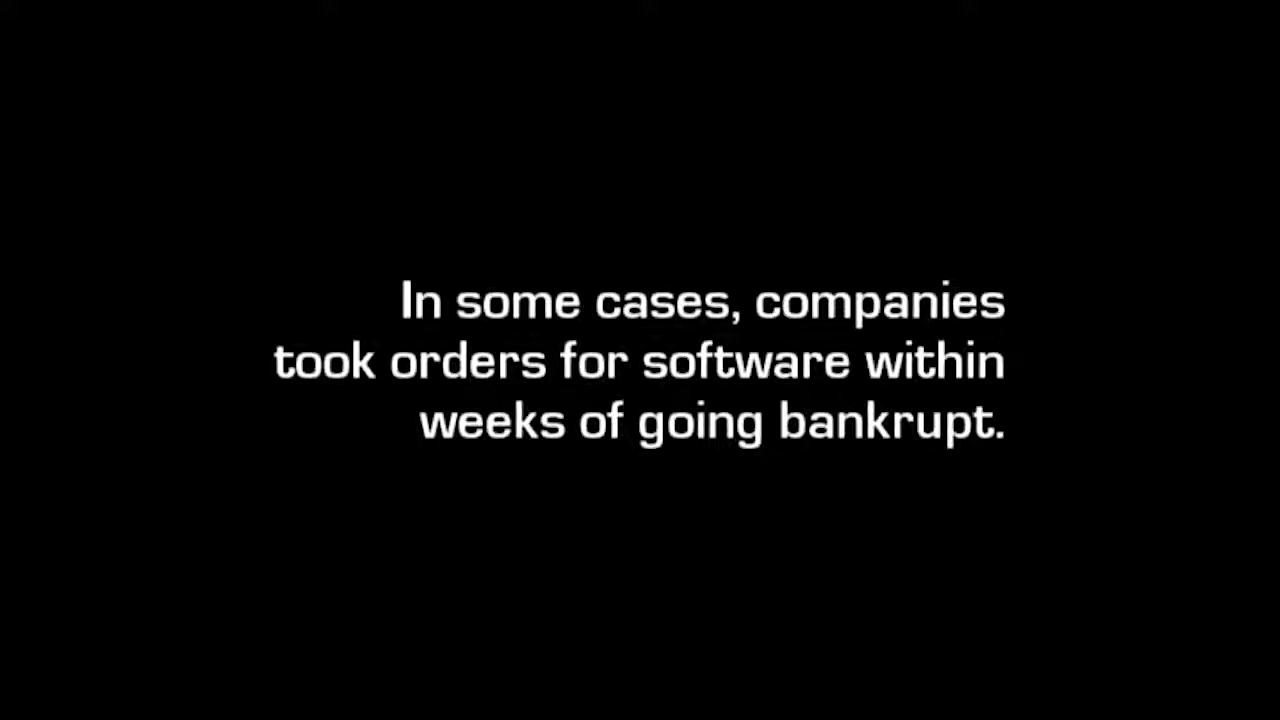 In some cases, companies
took orders for software within
weeks of going bankrupt.